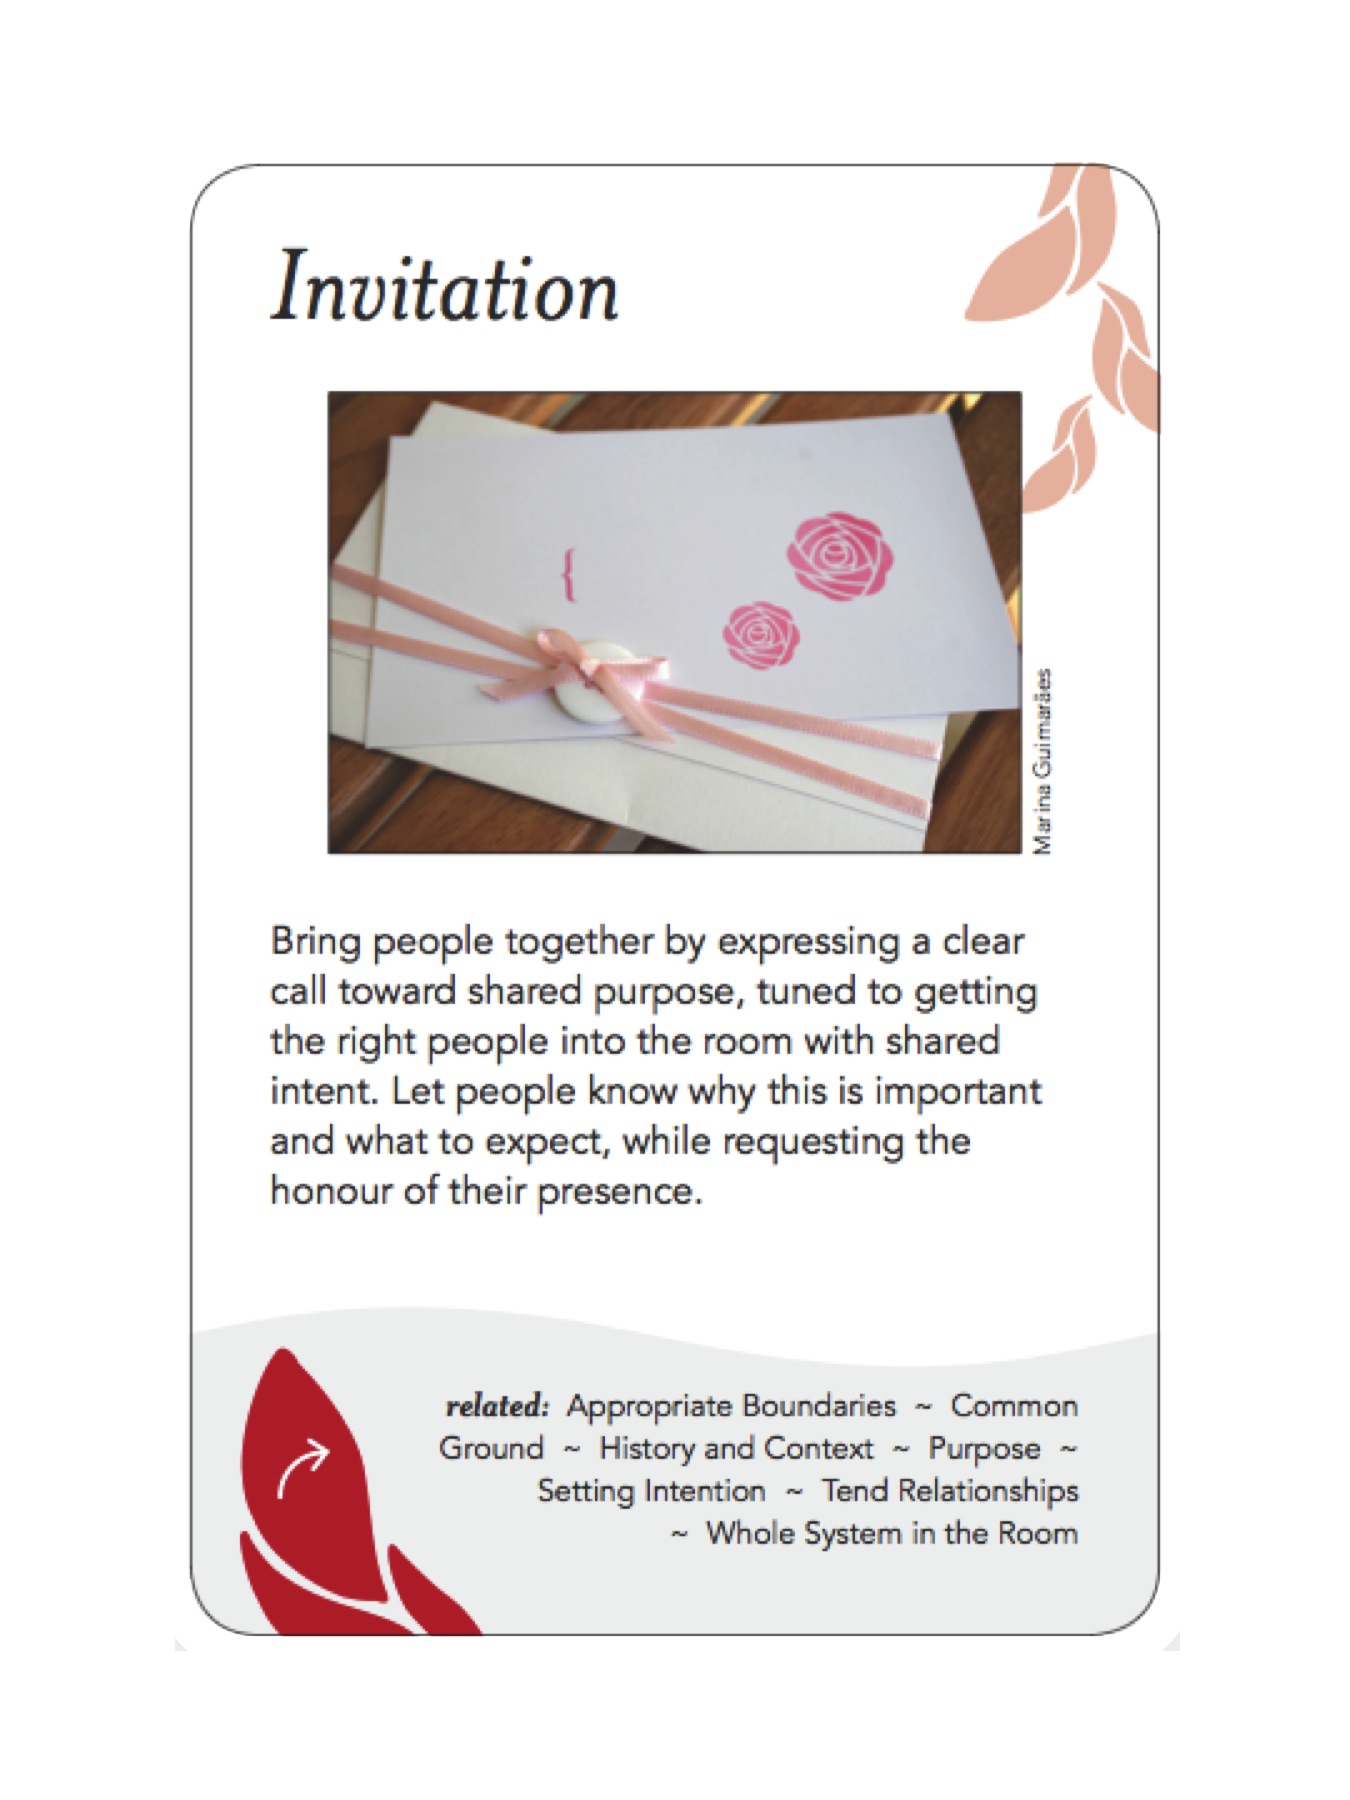 Invitation
Marina Guimarães
Bring people together by expressing a clear
call toward shared purpose, tuned to getting
the right people into the room with shared
intent. Let people know why this is important
and what to expect, while requesting the
honour of their presence.
related: Appropriate Boundaries ~ Common
Ground ~ History and Context ~ Purpose ~
Setting Intention ~ Tend Relationships
~ Whole System in the Room